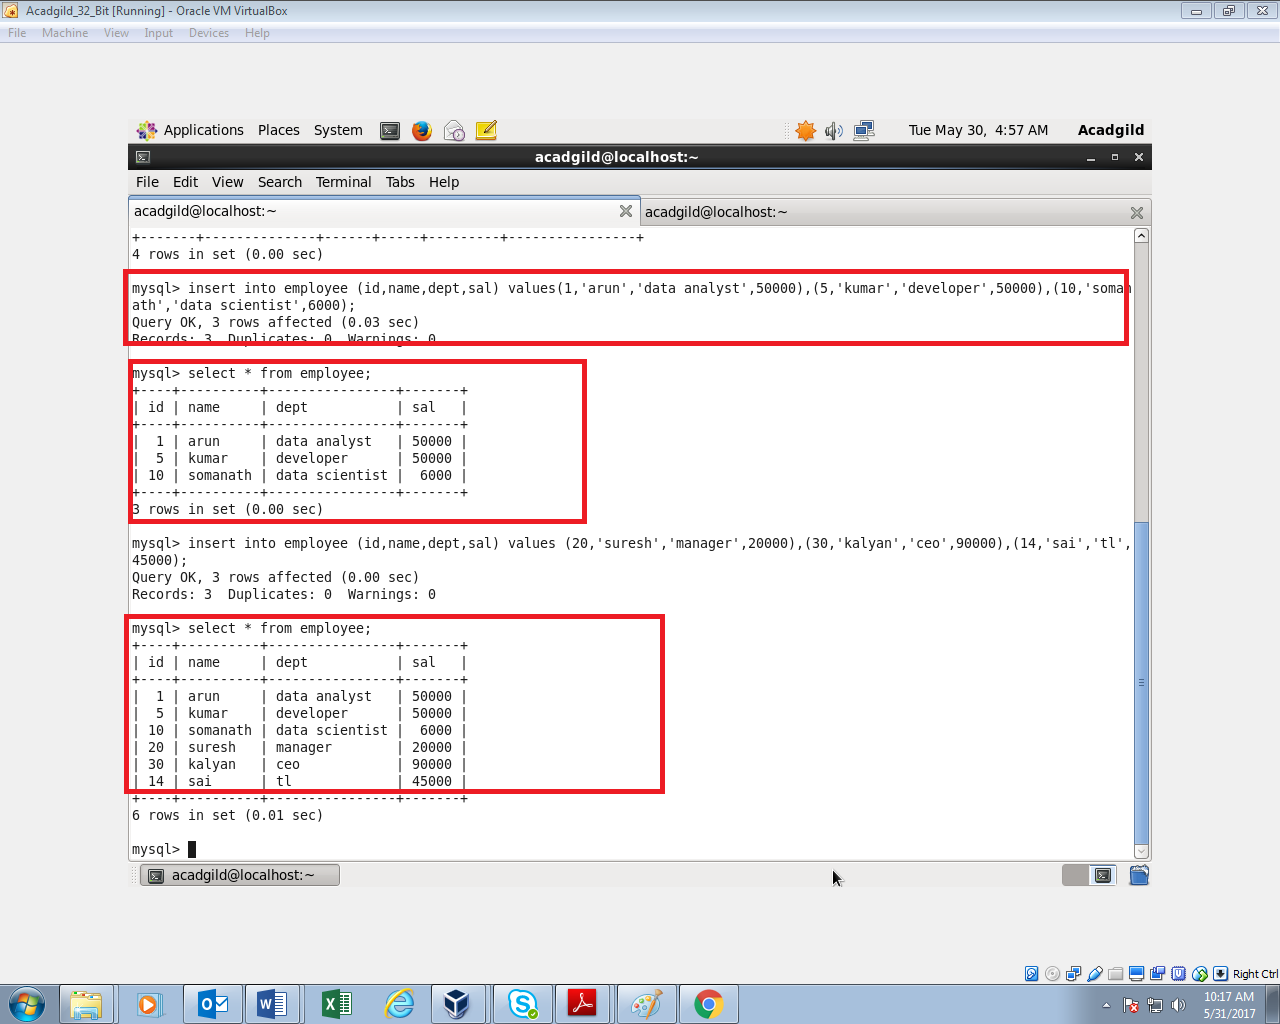 Acadgild_32_Bit [Running] - Oracle VM VirtualBox
File Machine View Input Devices Help
Applications Places System Tue May 30, 4:57 AM Acadgild
acadgild@localhost:~
File Edit View Search Terminal Tabs Help
acadgild@localhost:~ acadgild@localhost:~
+-------+--------------+------+-----+---------+----------------+
4 rows in set (0.00 sec)
mysql> insert into employee (id,name,dept,sal) values(1,'arun','data analyst',50000),(5,'kumar','developer',50000),(10,'soman
ath','data scientist',6000);
Query OK, 3 rows affected (0.03 sec)
Records: 3  Duplicates: 0  Warnings: 0
mysql> select * from employee;
+----+----------+----------------+-------+
| id | name     | dept           | sal   |
+----+----------+----------------+-------+
|  1 | arun     | data analyst   | 50000 |
|  5 | kumar    | developer      | 50000 |
| 10 | somanath | data scientist |  6000 |
+----+----------+----------------+-------+
3 rows in set (0.00 sec)
mysql> insert into employee (id,name,dept,sal) values (20,'suresh','manager',20000),(30,'kalyan','ceo',90000),(14,'sai','tl',
45000);
Query OK, 3 rows affected (0.00 sec)
Records: 3  Duplicates: 0  Warnings: 0
mysql> select * from employee;
+----+----------+----------------+-------+
| id | name     | dept           | sal   |
+----+----------+----------------+-------+
|  1 | arun     | data analyst   | 50000 |
|  5 | kumar    | developer      | 50000 |
| 10 | somanath | data scientist |  6000 |
| 20 | suresh   | manager        | 20000 |
| 30 | kalyan   | ceo            | 90000 |
| 14 | sai      | tl             | 45000 |
+----+----------+----------------+-------+
6 rows in set (0.01 sec)
mysql>
acadgild@localhost:~
Right Ctrl
10:17 AM
5/31/2017